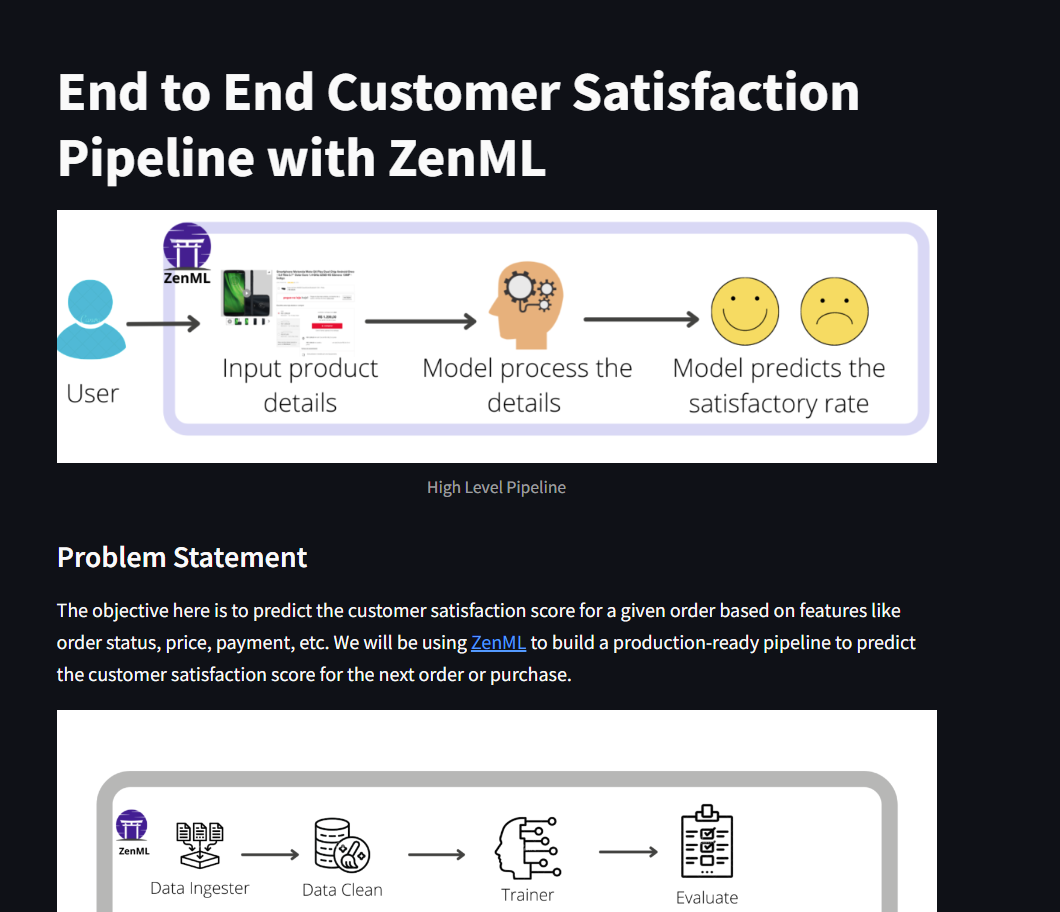 End to End Customer Satisfaction
Pipeline with ZenML
ZenML
User
Input product
details
Model process the
details
Model predicts the
satisfactory rate
High Level Pipeline
Problem Statement
The objective here is to predict the customer satisfaction score for a given order based on features like
order status, price, payment, etc. We will be using ZenML to build a production-ready pipeline to predict
the customer satisfaction score for the next order or purchase.
ZenML
Data Ingester
Data Clean
Trainer
Evaluate